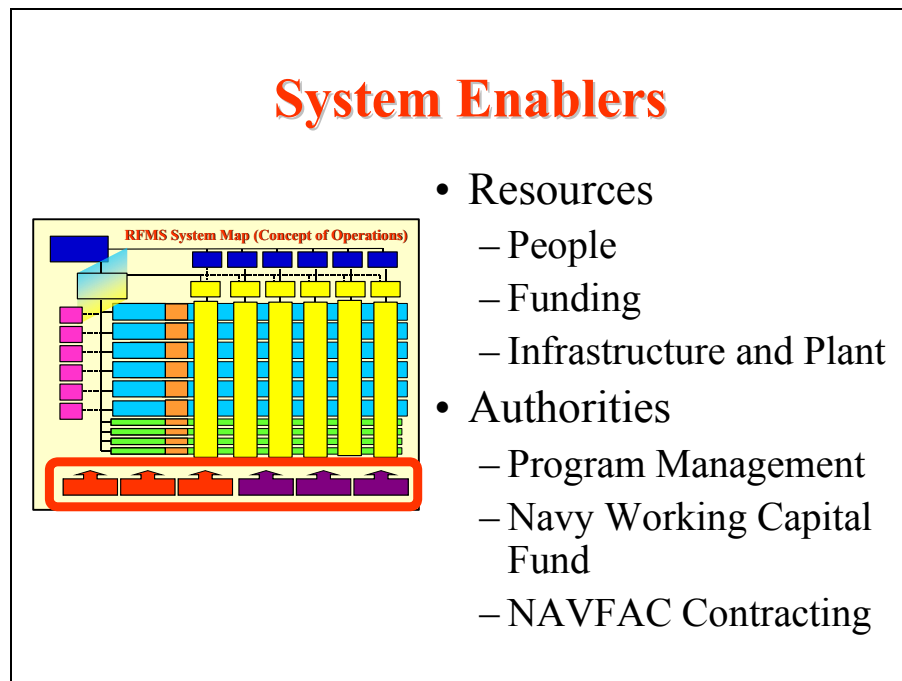 System Enablers
RFMS System Map (Concept of Operations)
• Resources
– People
– Funding
– Infrastructure and Plant
• Authorities
– Program Management
– Navy Working Capital
Fund
– NAVFAC Contracting